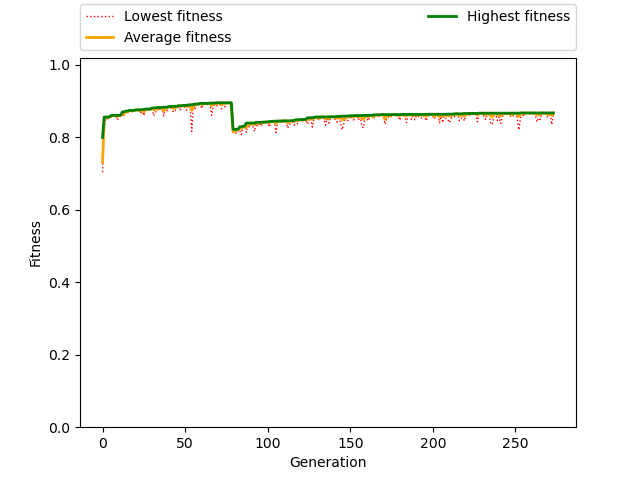 Lowest fitness
Average fitness
Highest fitness
1.0
0.8
0.6
0.4
0.2
0.0
Fitness
0 50 100 150 200 250
Generation